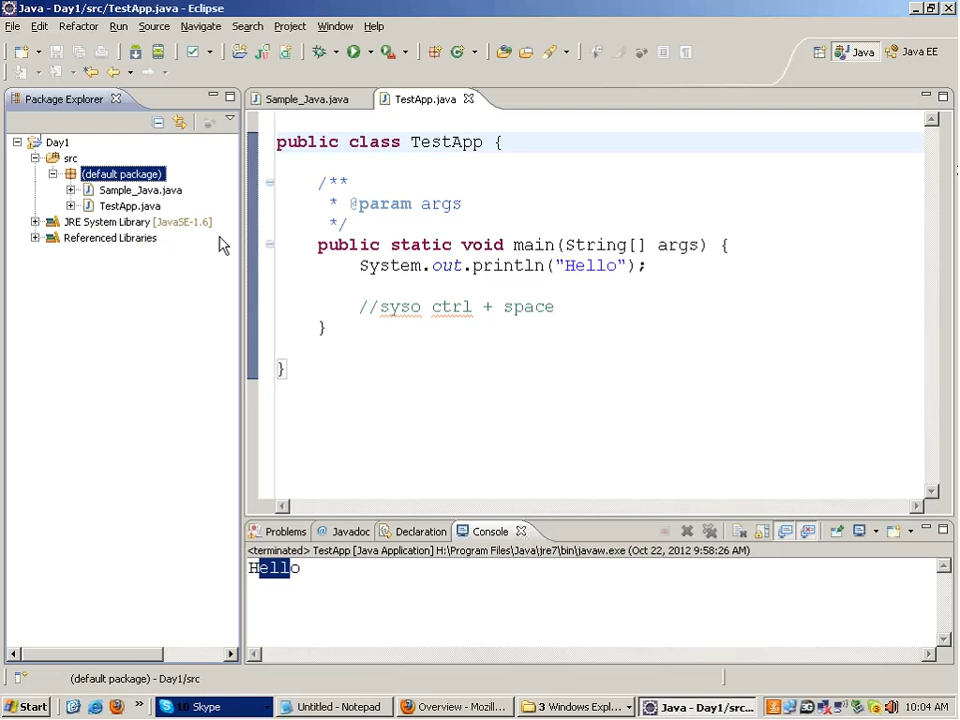 Java - Day1/src/TestApp.java - Eclipse
File Edit Refactor Run Source Navigate Search Project Window Help
Java Java EE
Package Explorer
Sample_Java.java TestApp.java
Day1
src
(default package)
Sample_Java.java
TestApp.java
JRE System Library [JavaSE-1.6]
Referenced Libraries
public class TestApp {
/**
* @param args
*/
public static void main(String[] args) {
System.out.println("Hello");
//syso ctrl + space
}
}
Problems Javadoc Declaration Console
<terminated> TestApp [Java Application] H:\Program Files\Java\jre7\bin\javaw.exe (Oct 22, 2012 9:58:26 AM)
Hello
(default package) - Day1/src
Start » 10 Skype Untitled - Notepad Overview - Mozill... 3 Windows Expl... Java - Day1/src... 10:04 AM